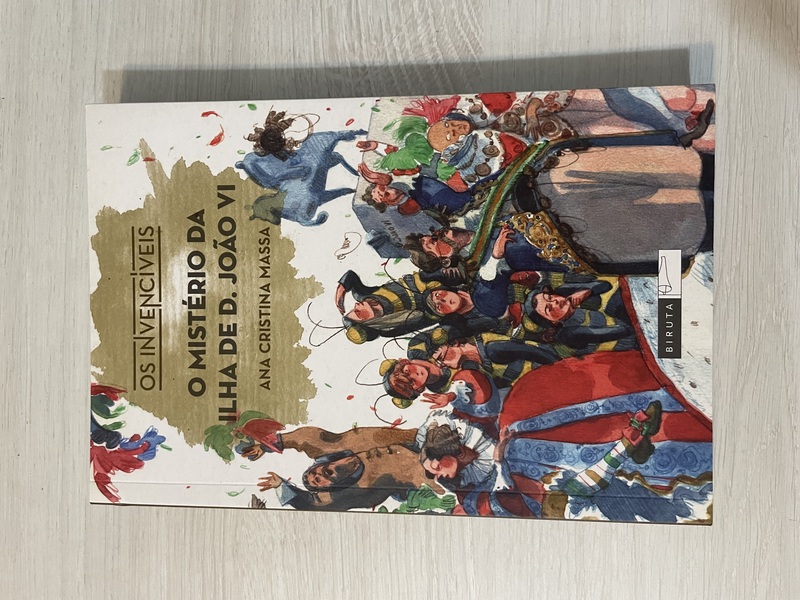 OS INVENCÍVEIS
O MISTÉRIO DA
ILHA DE D. JOÃO VI
ANA CRISTINA MASSA
BIRUTA